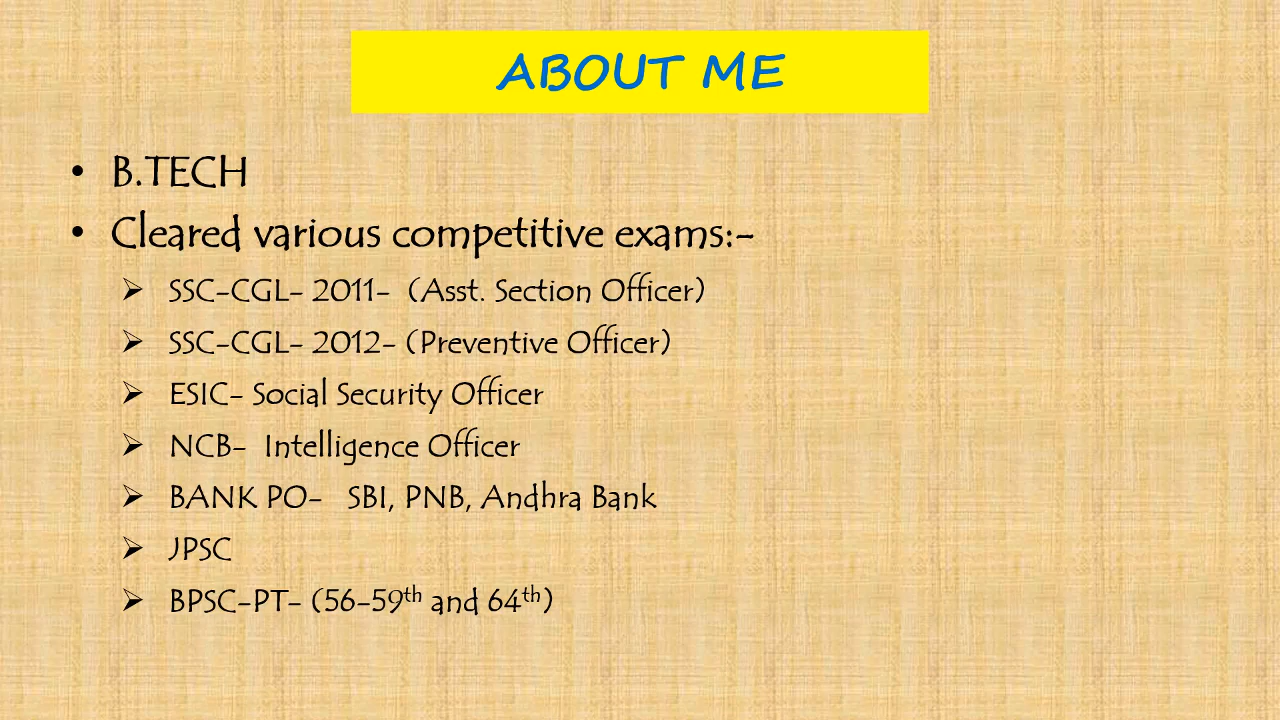 ABOUT ME
• B.TECH
• Cleared various competitive exams:-
➢ SSC-CGL- 2011- (Asst. Section Officer)
➢ SSC-CGL- 2012- (Preventive Officer)
➢ ESIC- Social Security Officer
➢ NCB- Intelligence Officer
➢ BANK PO- SBI, PNB, Andhra Bank
➢ JPSC
➢ BPSC-PT- (56-59th and 64th)